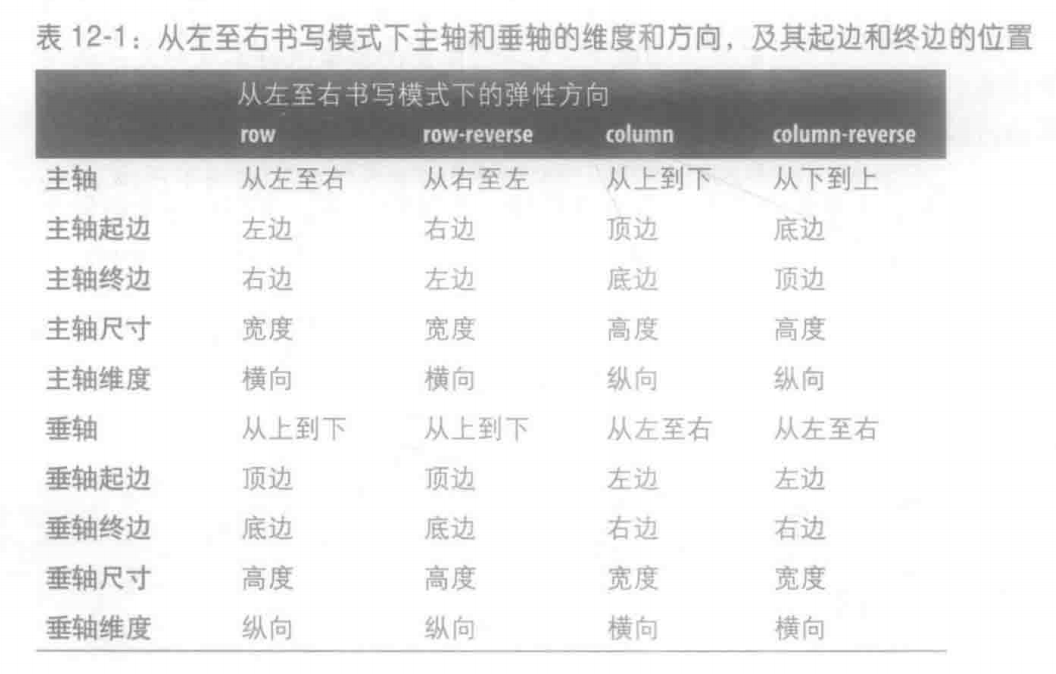 表 12-1：从左至右书写模式下主轴和垂轴的维度和方向，及其起边和终边的位置
从左至右书写模式下的弹性方向
row row-reverse column column-reverse
主轴 从左至右 从右至左 从上到下 从下到上
主轴起边 左边 右边 顶边 底边
主轴终边 右边 左边 底边 顶边
主轴尺寸 宽度 宽度 高度 高度
主轴维度 横向 横向 纵向 纵向
垂轴 从上到下 从上到下 从左至右 从左至右
垂轴起边 顶边 顶边 左边 左边
垂轴终边 底边 底边 右边 右边
垂轴尺寸 高度 高度 宽度 宽度
垂轴维度 纵向 纵向 横向 横向